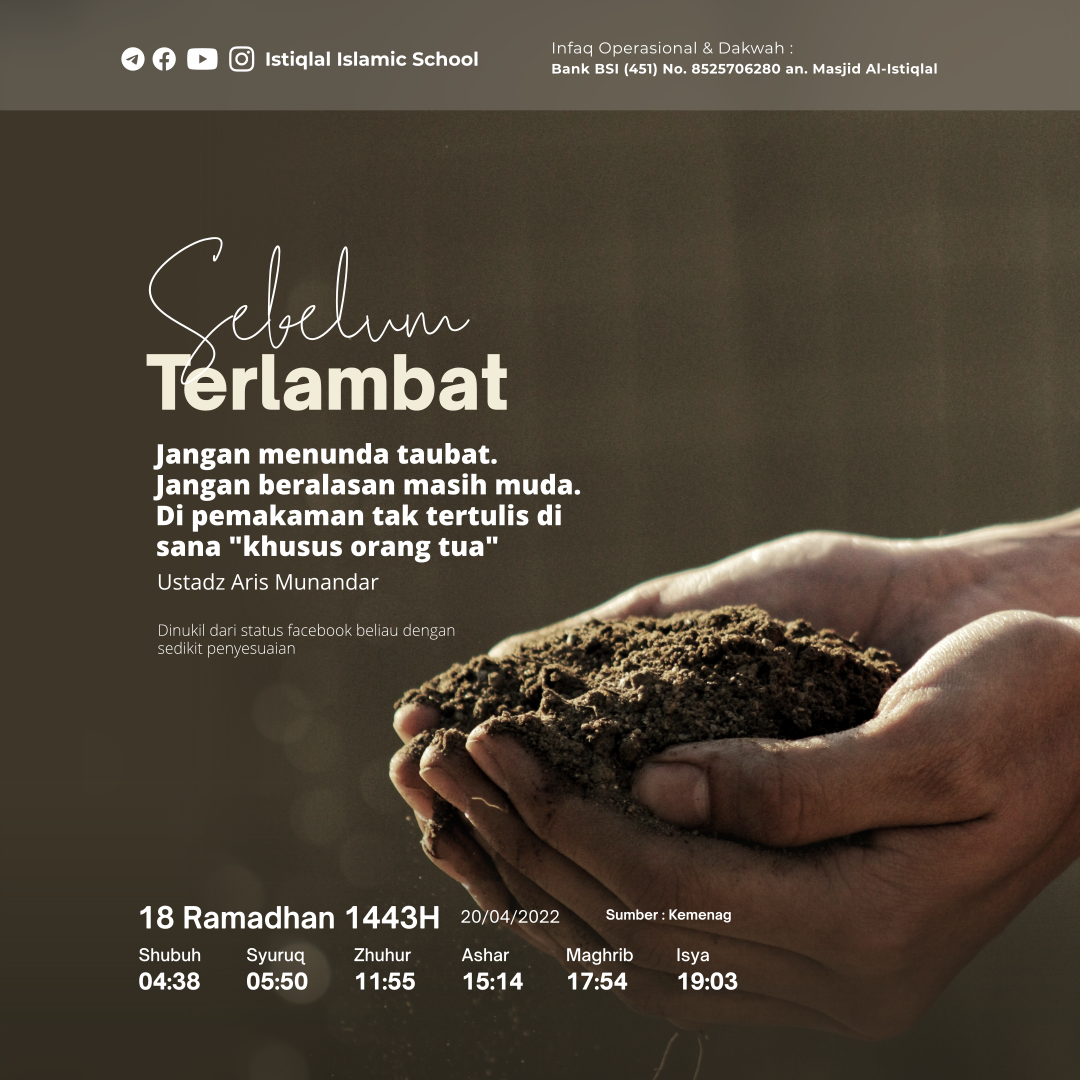 Istiqlal Islamic School
Infaq Operasional & Dakwah :
Bank BSI (451) No. 8525706280 an. Masjid Al-Istiqlal
Sebelum
Terlambat
Jangan menunda taubat.
Jangan beralasan masih muda.
Di pemakaman tak tertulis di
sana "khusus orang tua"
Ustadz Aris Munandar
Dinukil dari status facebook beliau dengan
sedikit penyesuaian
18 Ramadhan 1443H 20/04/2022 Sumber : Kemenag
Shubuh Syuruq Zhuhur Ashar Maghrib Isya
04:38 05:50 11:55 15:14 17:54 19:03